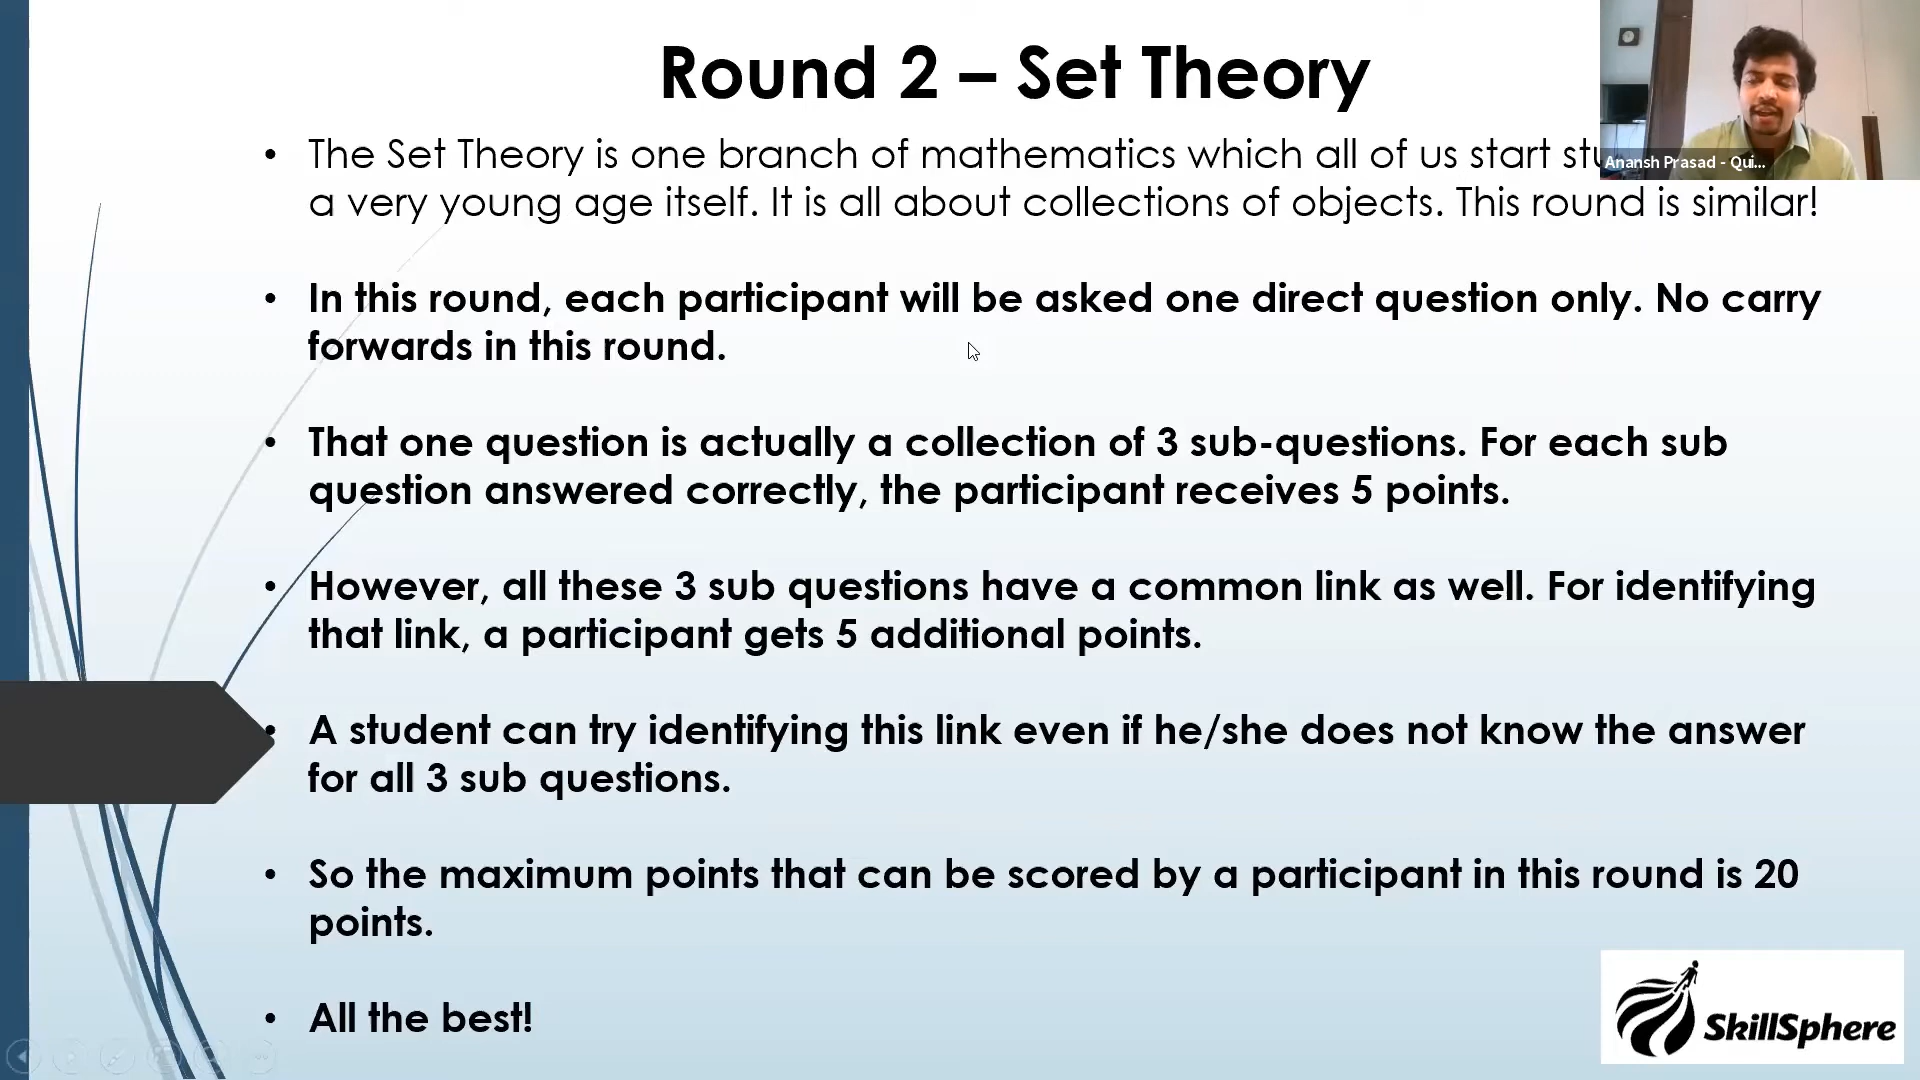 Round 2 – Set Theory
• The Set Theory is one branch of mathematics which all of us start
a very young age itself. It is all about collections of objects. This round is similar!
• In this round, each participant will be asked one direct question only. No carry
forwards in this round.
• That one question is actually a collection of 3 sub-questions. For each sub
question answered correctly, the participant receives 5 points.
• However, all these 3 sub questions have a common link as well. For identifying
that link, a participant gets 5 additional points.
• A student can try identifying this link even if he/she does not know the answer
for all 3 sub questions.
• So the maximum points that can be scored by a participant in this round is 20
points.
• All the best!
Anansh Prasad - Qui...
SkillSphere